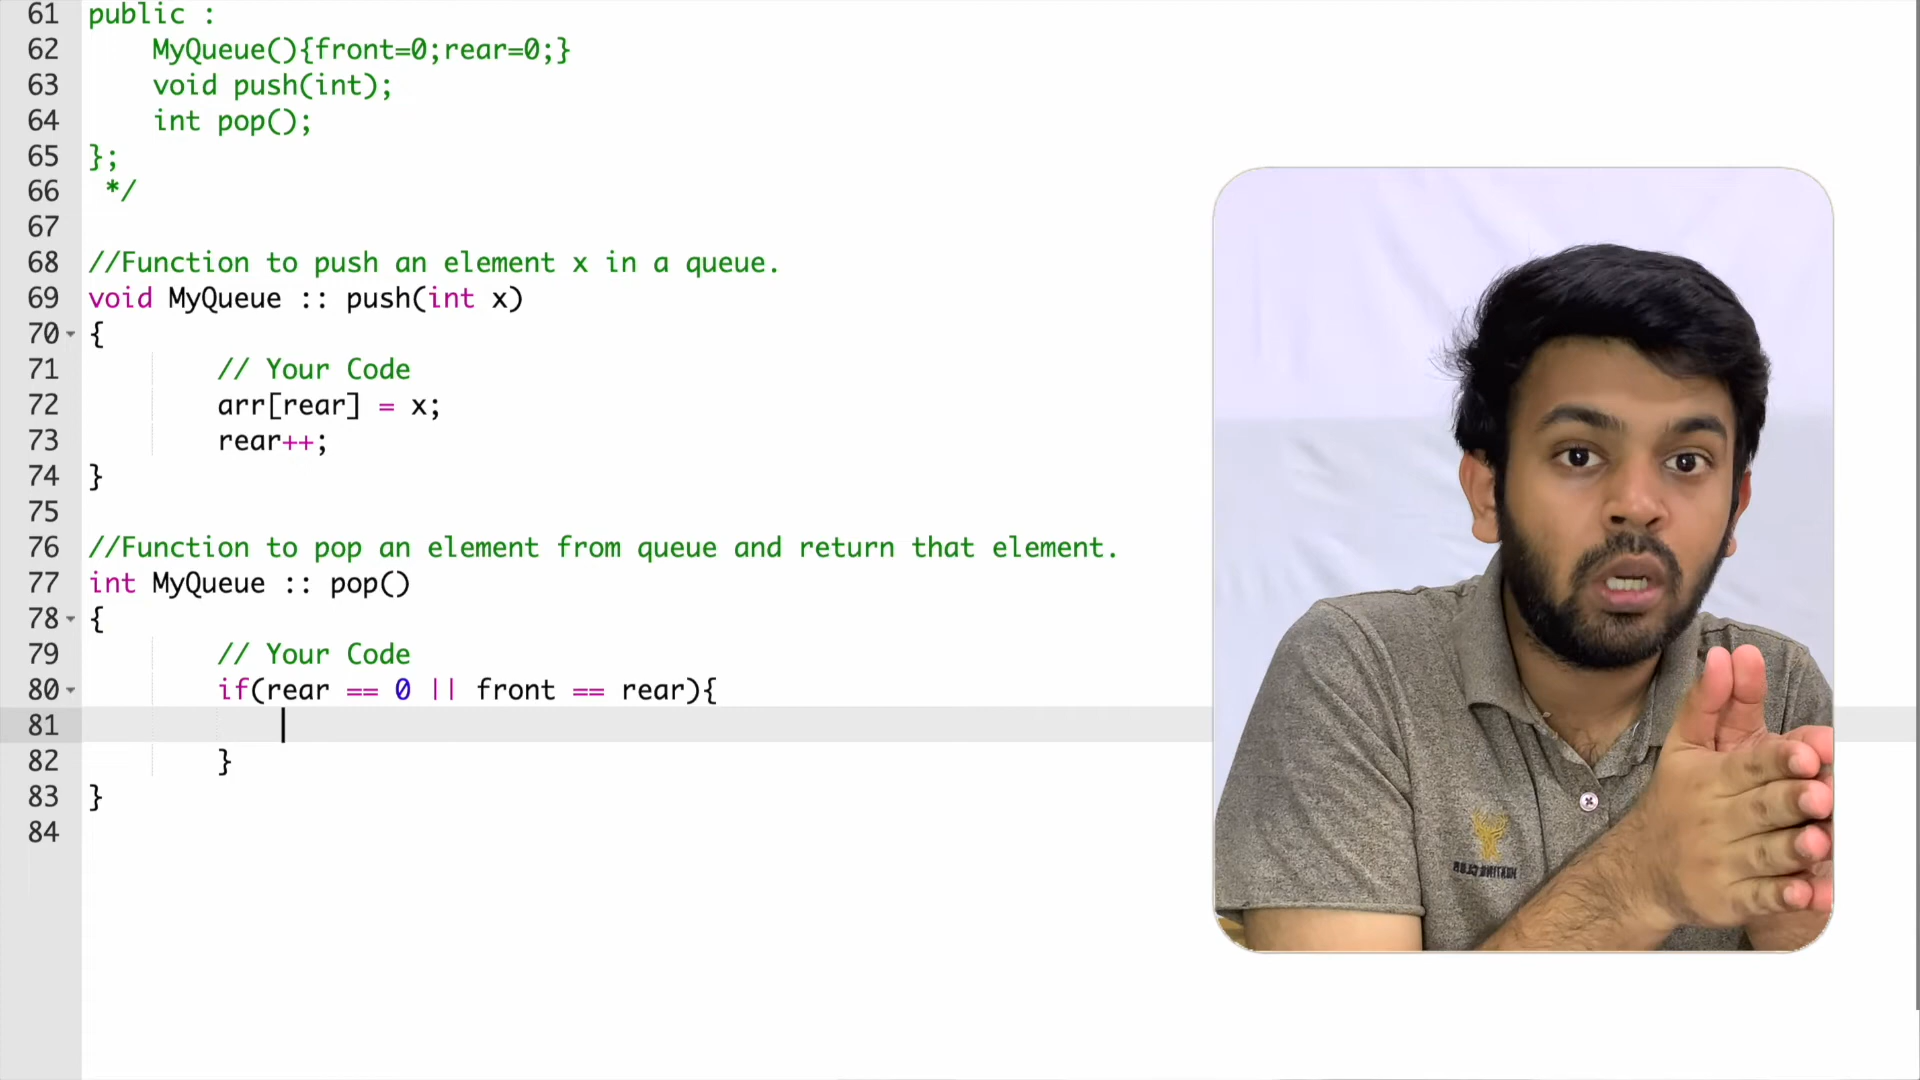 61 public :
62 MyQueue(){front=0;rear=0;}
63 void push(int);
64 int pop();
65 };
66 */
67
68 //Function to push an element x in a queue.
69 void MyQueue :: push(int x)
70 {
71 // Your Code
72 arr[rear] = x;
73 rear++;
74 }
75
76 //Function to pop an element from queue and return that element.
77 int MyQueue :: pop()
78 {
79 // Your Code
80 if(rear == 0 || front == rear){
81
82 }
83 }
84